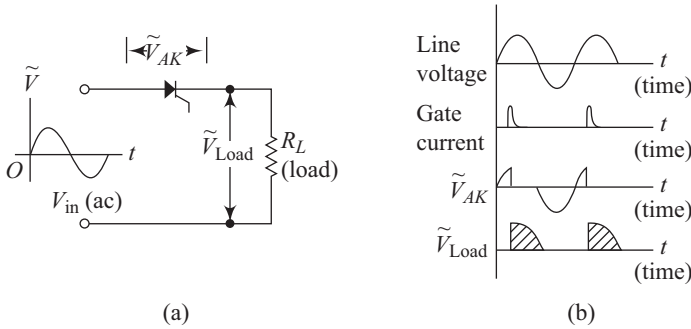 Ṽ_AK
Ṽ
O
t
V_in (ac)
Ṽ_Load
R_L
(load)
(a)
Line
voltage
t
(time)
Gate
current
t
(time)
Ṽ_AK
t
(time)
Ṽ_Load
t
(time)
(b)